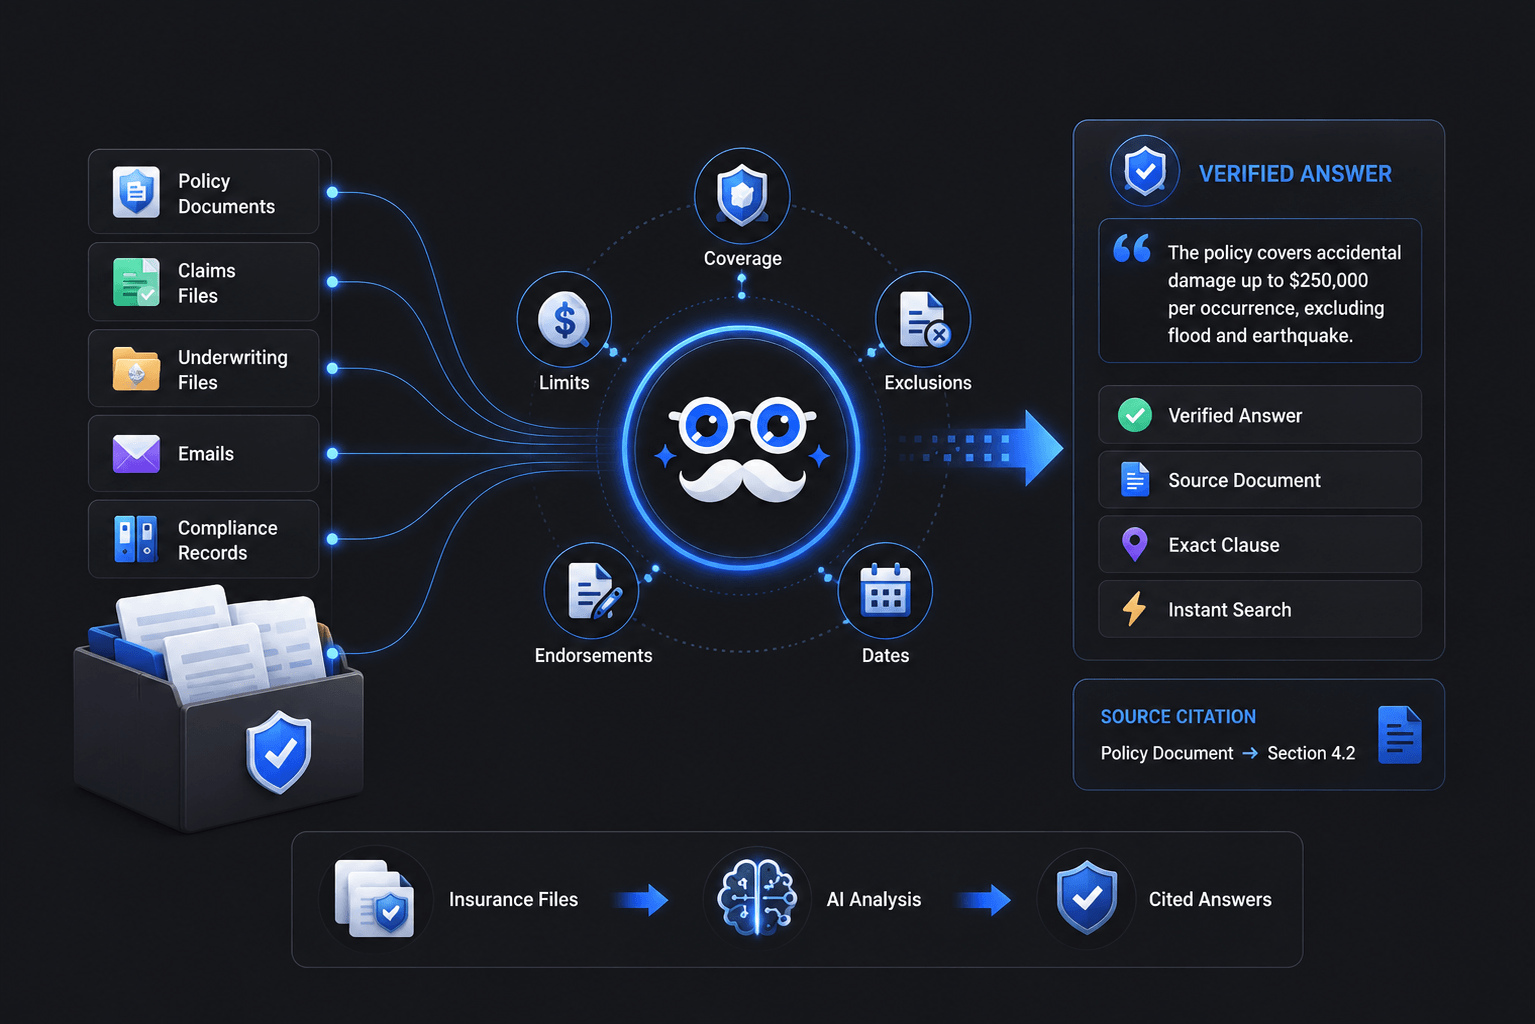 Policy
Documents
Claims
Files
Underwriting
Files
Emails
Compliance
Records
Coverage
$
Limits
Exclusions
Endorsements
Dates
VERIFIED ANSWER
“ The policy covers accidental
damage up to $250,000
per occurrence, excluding
flood and earthquake.
Verified Answer
Source Document
Exact Clause
Instant Search
SOURCE CITATION
Policy Document → Section 4.2
Insurance Files
AI Analysis
Cited Answers